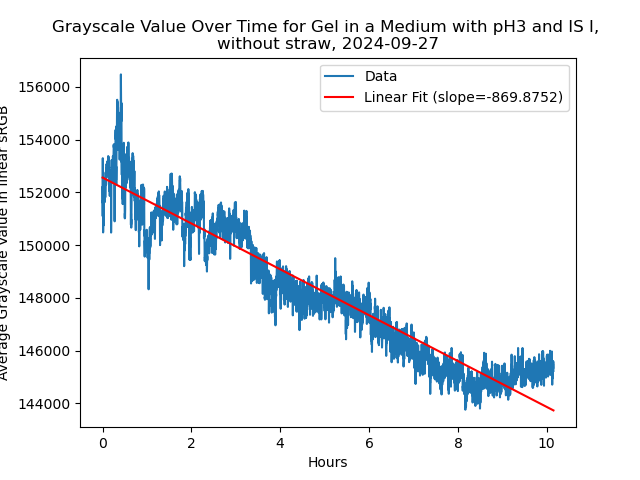 Grayscale Value Over Time for Gel in a Medium with pH3 and IS I,
without straw, 2024-09-27
Data
Linear Fit (slope=-869.8752)
156000
154000
152000
150000
148000
146000
144000
Average Grayscale Value in linear sRGB
0 2 4 6 8 10
Hours